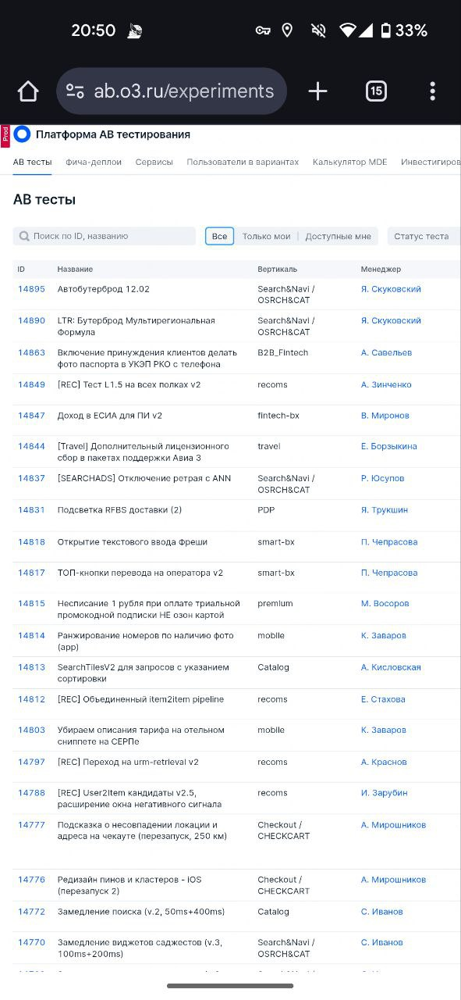 20:50
33%
ab.o3.ru/experiments
15
Prod
Платформа АВ тестирования
АВ тесты Фича-деплои Сервисы Пользователи в вариантах Калькулятор MDE Инвестигиров
АВ тесты
Поиск по ID, названию Все Только мои Доступные мне Статус теста
ID Название Вертикаль Менеджер
14895 Автобутерброд 12.02 Search&Navi / Я. Скуковский
OSRCH&CAT
14890 LTR: Бутерброд Мультирегиональная Search&Navi / Я. Скуковский
Формула OSRCH&CAT
14863 Включение принуждения клиентов делать B2B_Fintech А. Савельев
фото паспорта в УКЭП РКО с телефона
14849 [REC] Тест L1.5 на всех полках v2 recoms А. Зинченко
14847 Доход в ЕСИА для ПИ v2 fintech-bx В. Миронов
14844 [Travel] Дополнительный лицензионного travel Е. Борзыкина
сбор в пакетах поддержки Авиа 3
14837 [SEARCHADS] Отключение ретрая с ANN Search&Navi / Р. Юсупов
OSRCH&CAT
14831 Подсветка RFBS доставки (2) PDP Я. Трукшин
14818 Открытие текстового ввода Фреши smart-bx П. Чепрасова
14817 ТОП-кнопки перевода на оператора v2 smart-bx П. Чепрасова
14815 Несписание 1 рубля при оплате триальной premium М. Восоров
промокодной подписки НЕ озон картой
14814 Ранжирование номеров по наличию фото mobile К. Заваров
(app)
14813 SearchTilesV2 для запросов с указанием Catalog А. Кисловская
сортировки
14812 [REC] Объединенный item2item pipeline recoms Е. Стахова
14803 Убираем описания тарифа на отельном mobile К. Заваров
сниппете на СЕРПе
14797 [REC] Переход на urm-retrieval v2 recoms А. Краснов
14788 [REC] User2Item кандидаты v2.5, recoms И. Зарубин
расширение окна негативного сигнала
14777 Подсказка о несовпадении локации и Checkout / А. Мирошников
адреса на чекауте (перезапуск, 250 км) CHECKCART
14776 Редизайн пинов и кластеров - iOS Checkout / А. Мирошников
(перезапуск 2) CHECKCART
14772 Замедление поиска (v.2, 50ms+400ms) Catalog С. Иванов
14770 Замедление виджетов саджестов (v.3, Search&Navi / С. Иванов
100ms+200ms) OSRCH&CAT